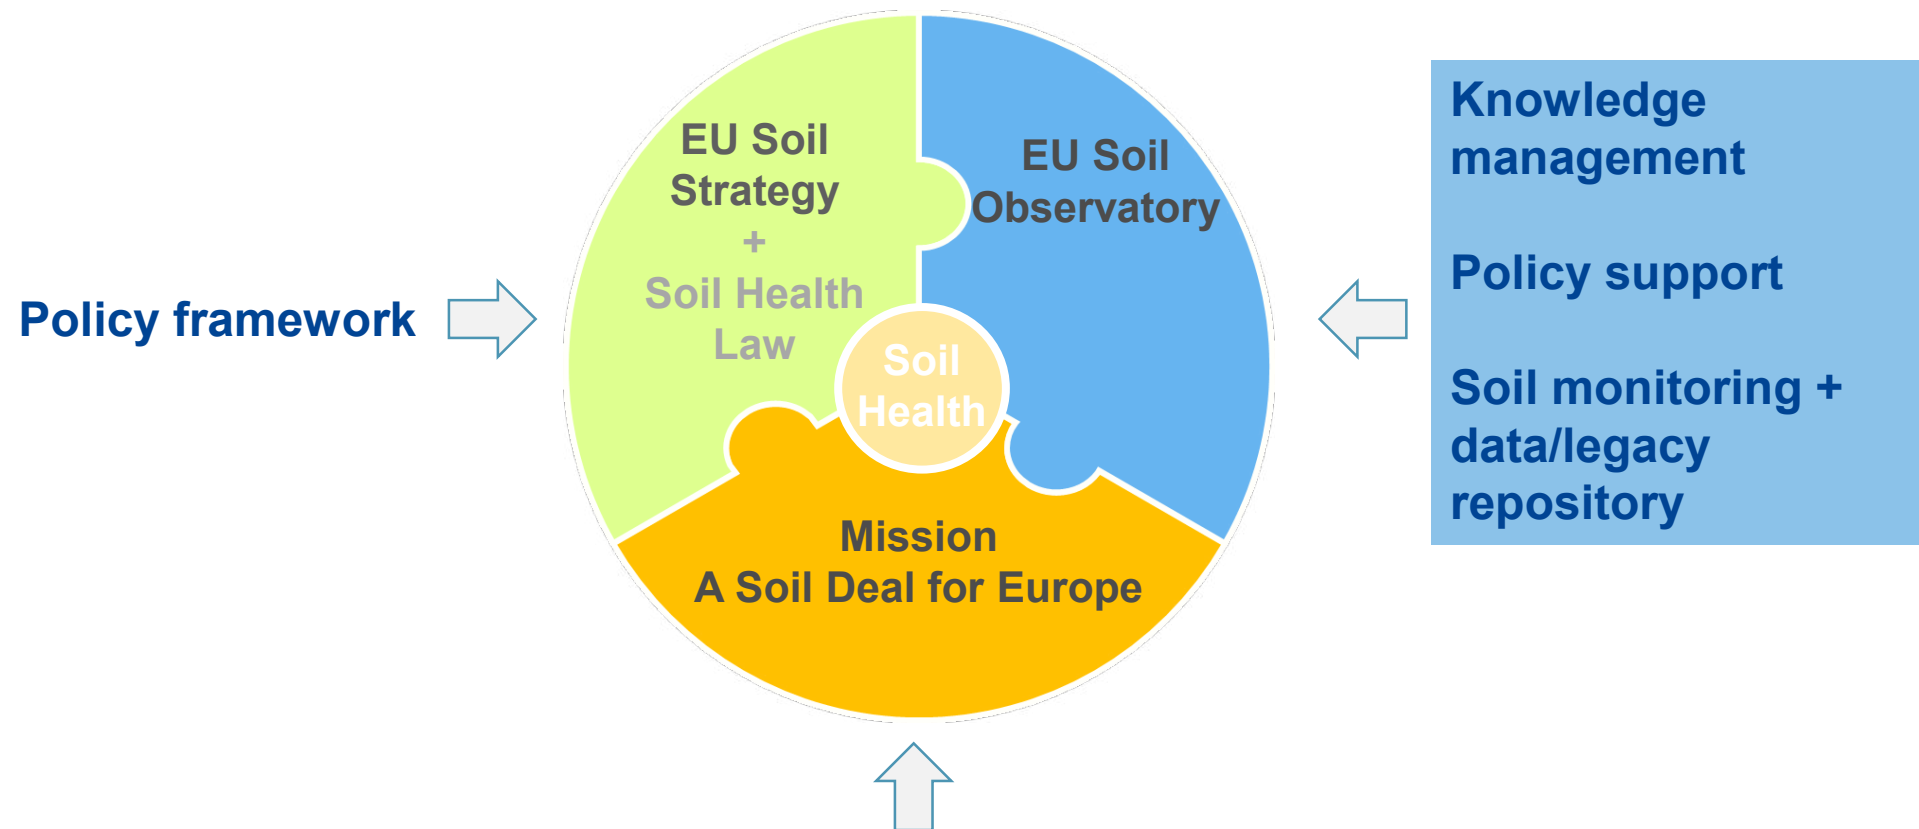 Policy framework
EU Soil
Strategy
+
Soil Health
Law
EU Soil
Observatory
Soil
Health
Mission
A Soil Deal for Europe
Knowledge
management
Policy support
Soil monitoring +
data/legacy
repository